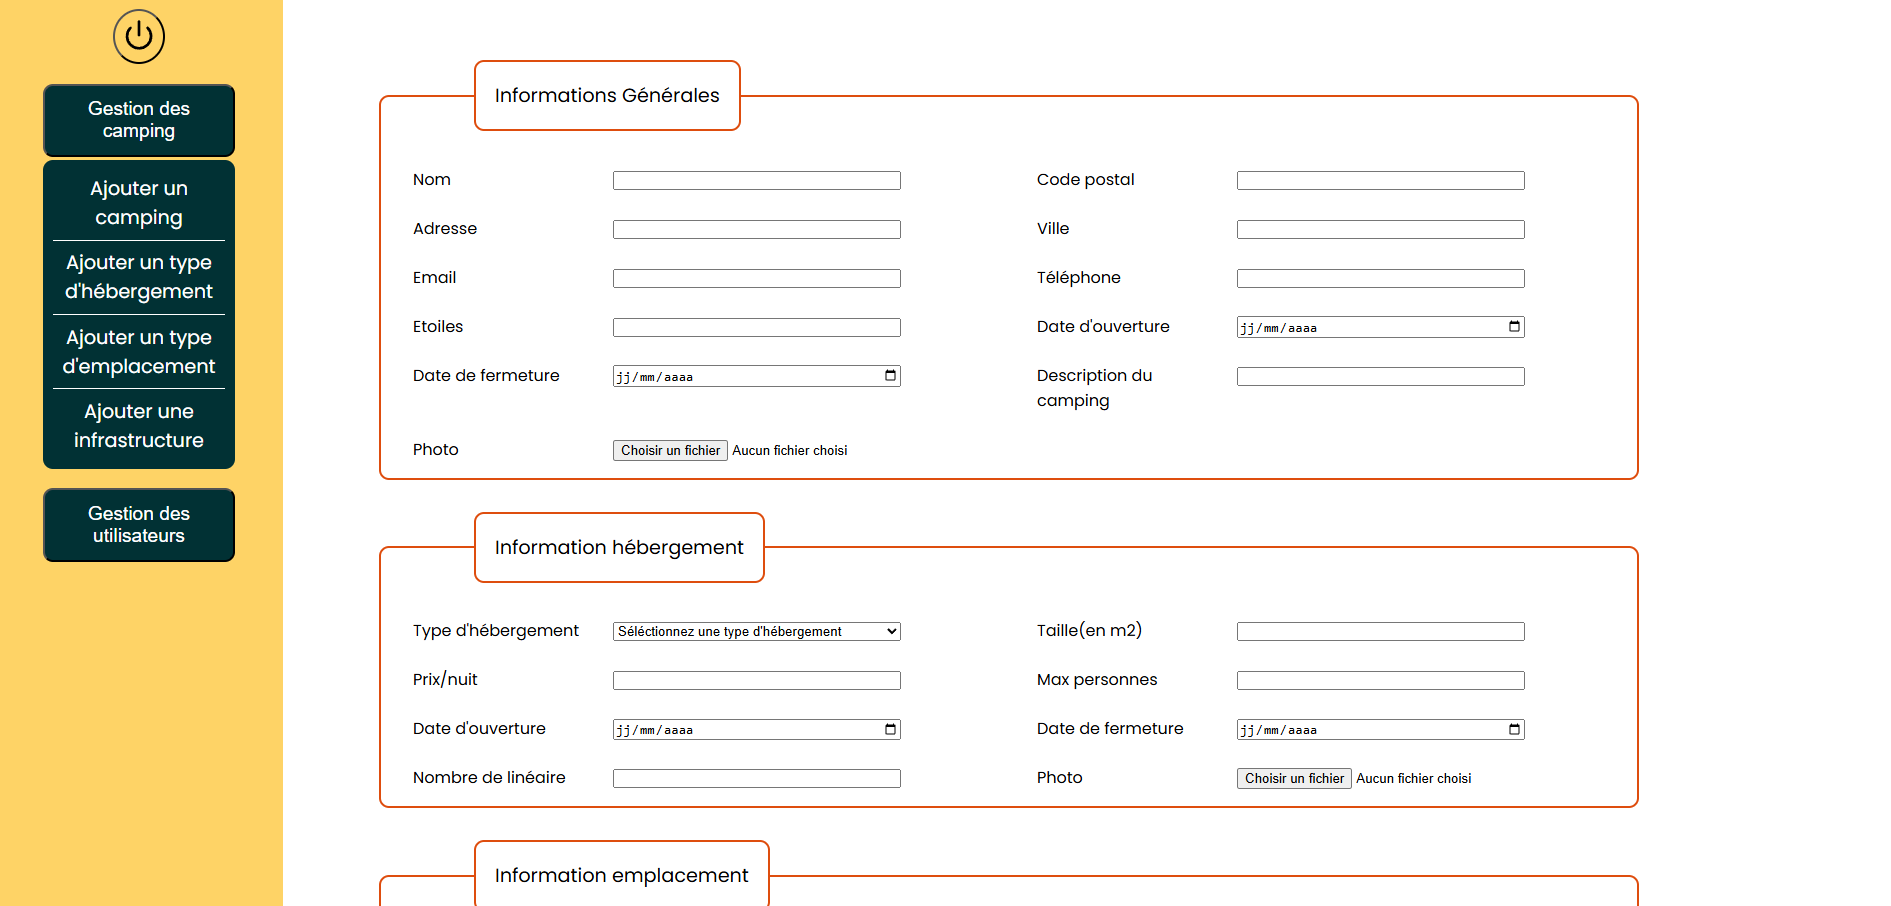 Gestion des
camping
Ajouter un
camping
Ajouter un type
d'hébergement
Ajouter un type
d'emplacement
Ajouter une
infrastructure
Gestion des
utilisateurs
Informations Générales
Nom
Code postal
Adresse
Ville
Email
Téléphone
Etoiles
Date d'ouverture jj/mm/aaaa
Date de fermeture jj/mm/aaaa
Description du
camping
Photo Choisir un fichier Aucun fichier choisi
Information hébergement
Type d'hébergement Séléctionnez une type d'hébergement
Taille(en m2)
Prix/nuit
Max personnes
Date d'ouverture jj/mm/aaaa
Date de fermeture jj/mm/aaaa
Nombre de linéaire
Photo Choisir un fichier Aucun fichier choisi
Information emplacement